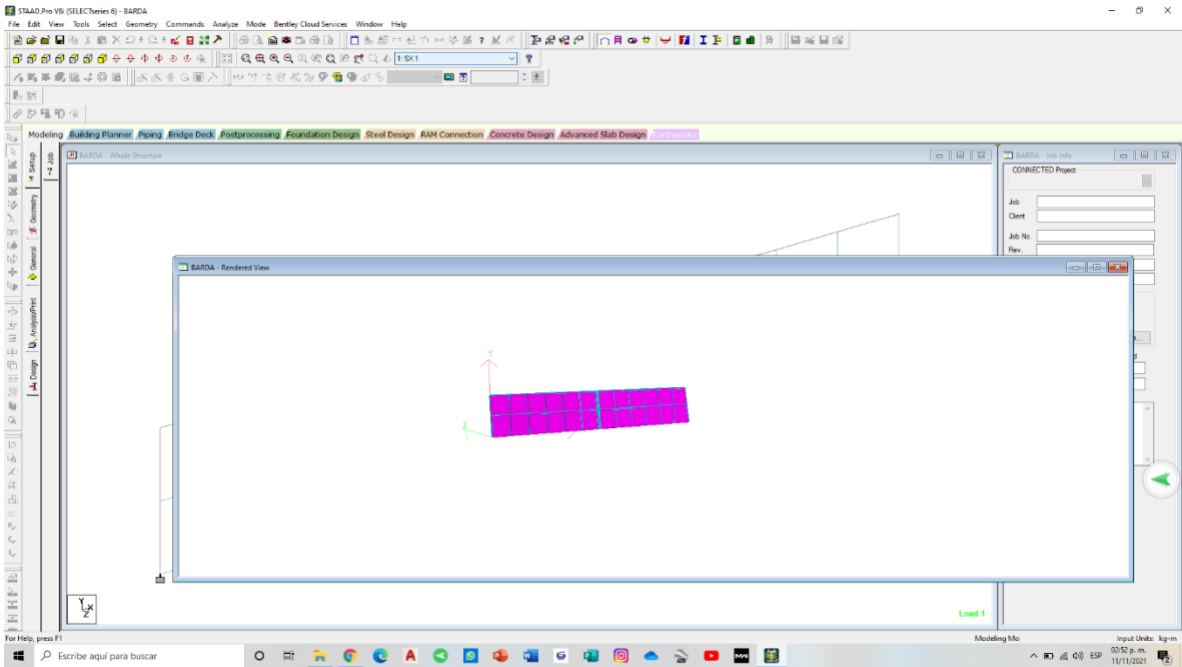 STAAD.Pro V8i (SELECTseries 6) - BARDA
File Edit View Tools Select Geometry Commands Analyze Mode Bentley Cloud Services Window Help
1: SX1
Modeling Building Planner Piping Bridge Deck Postprocessing Foundation Design Steel Design RAM Connection Concrete Design Advanced Slab Design Earthquake
Setup
Geometry
General
Analysis/Print
Design
Job
BARDA - Whole Structure
BARDA - Job Info
CONNECTED Project
Job
Client
Job No.
Rev.
BARDA - Rendered View
Y
Z
Y
X
Z
Load 1
For Help, press F1
Modeling Mo
Input Units: kg-m
Escribe aquí para buscar
ESP
02:52 p. m.
11/11/2021
2